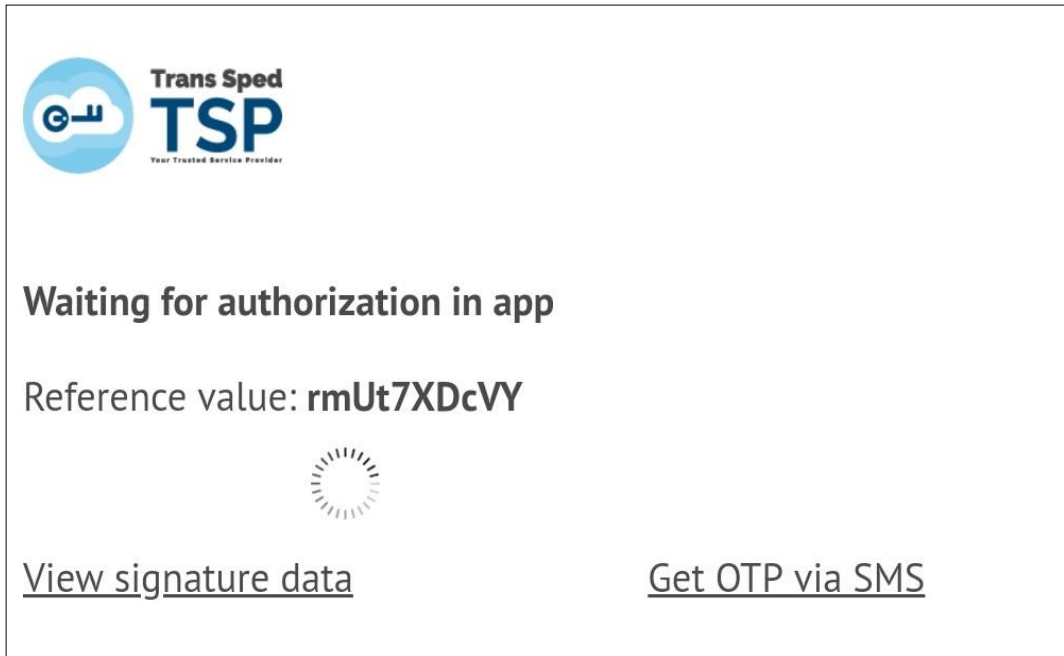 Trans Sped
TSP
Your Trusted Service Provider
Waiting for authorization in app
Reference value: rmUt7XDcVY
View signature data
Get OTP via SMS